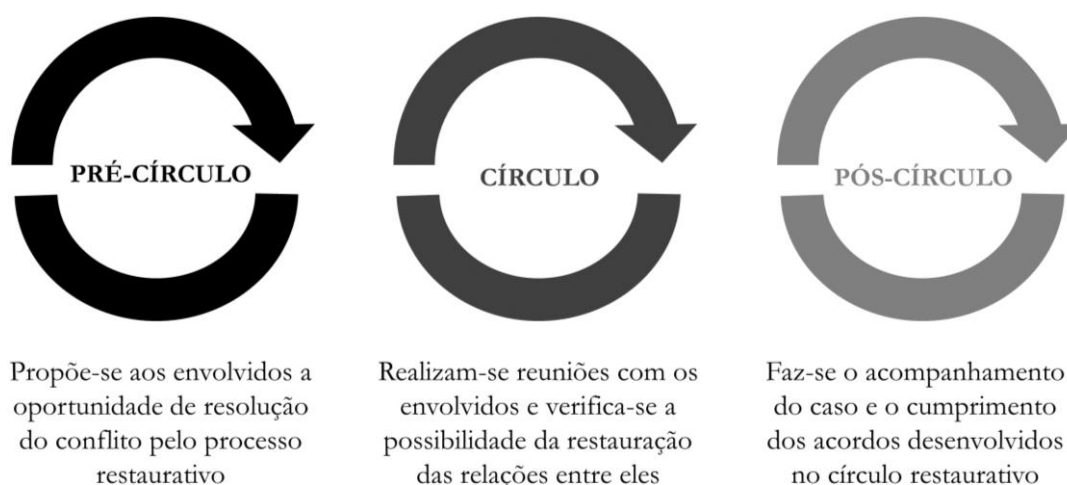 PRÉ-CÍRCULO
Propõe-se aos envolvidos a
oportunidade de resolução
do conflito pelo processo
restaurativo
CÍRCULO
Realizam-se reuniões com os
envolvidos e verifica-se a
possibilidade da restauração
das relações entre eles
PÓS-CÍRCULO
Faz-se o acompanhamento
do caso e o cumprimento
dos acordos desenvolvidos
no círculo restaurativo